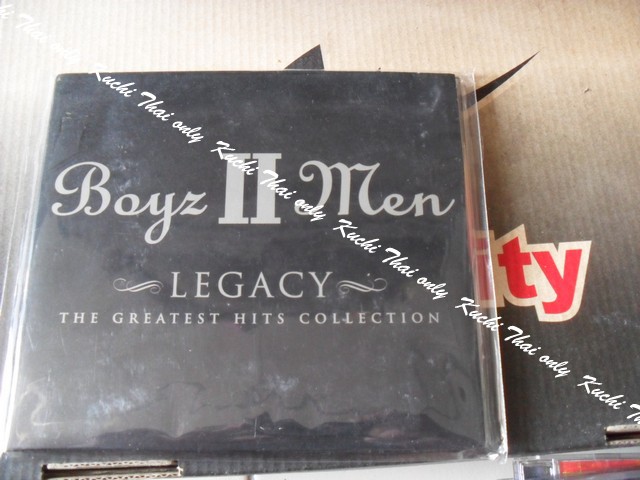 Boyz II Men
LEGACY
THE GREATEST HITS COLLECTION
ity
Thai only Kuchi Thai only Kuchi Thai only Kuchi Thai only Kuchi Thai only Kuchi Thai